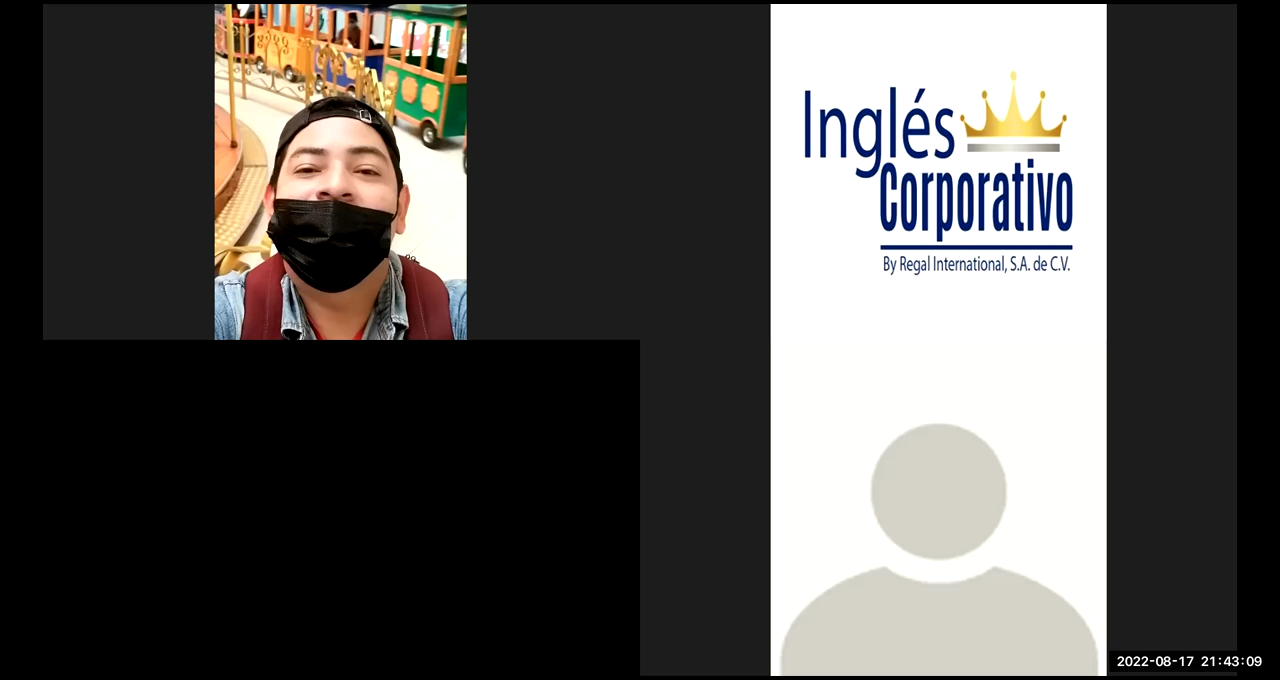 Inglés
Corporativo
By Regal International, S.A. de C.V.
2022-08-17 21:43:09